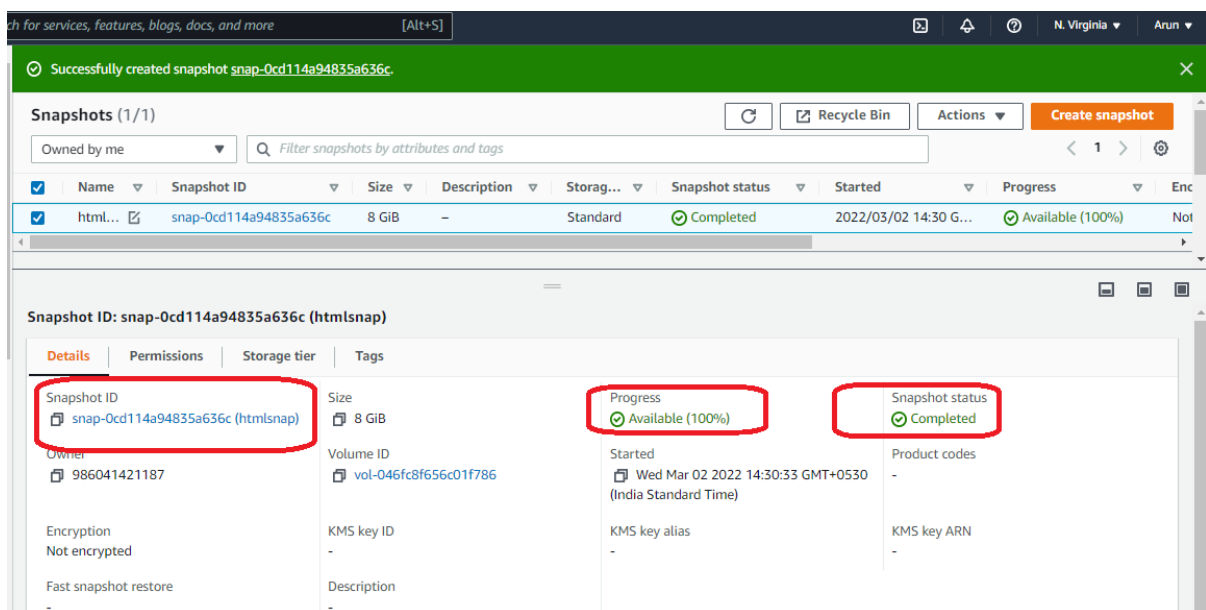 ch for services, features, blogs, docs, and more [Alt+S] N. Virginia ▼ Arun ▼
Successfully created snapshot snap-0cd114a94835a636c.
Snapshots (1/1) Recycle Bin Actions ▼ Create snapshot
Owned by me ▼ Filter snapshots by attributes and tags 1
Name Snapshot ID Size Description Storag... Snapshot status Started Progress Enc
html... snap-0cd114a94835a636c 8 GiB – Standard Completed 2022/03/02 14:30 G... Available (100%) Not
Snapshot ID: snap-0cd114a94835a636c (htmlsnap)
Details Permissions Storage tier Tags
Snapshot ID Size Progress Snapshot status
snap-0cd114a94835a636c (htmlsnap) 8 GiB Available (100%) Completed
Owner Volume ID Started Product codes
986041421187 vol-046fc8f656c01f786 Wed Mar 02 2022 14:30:33 GMT+0530 -
(India Standard Time)
Encryption KMS key ID KMS key alias KMS key ARN
Not encrypted - - -
Fast snapshot restore Description
- -